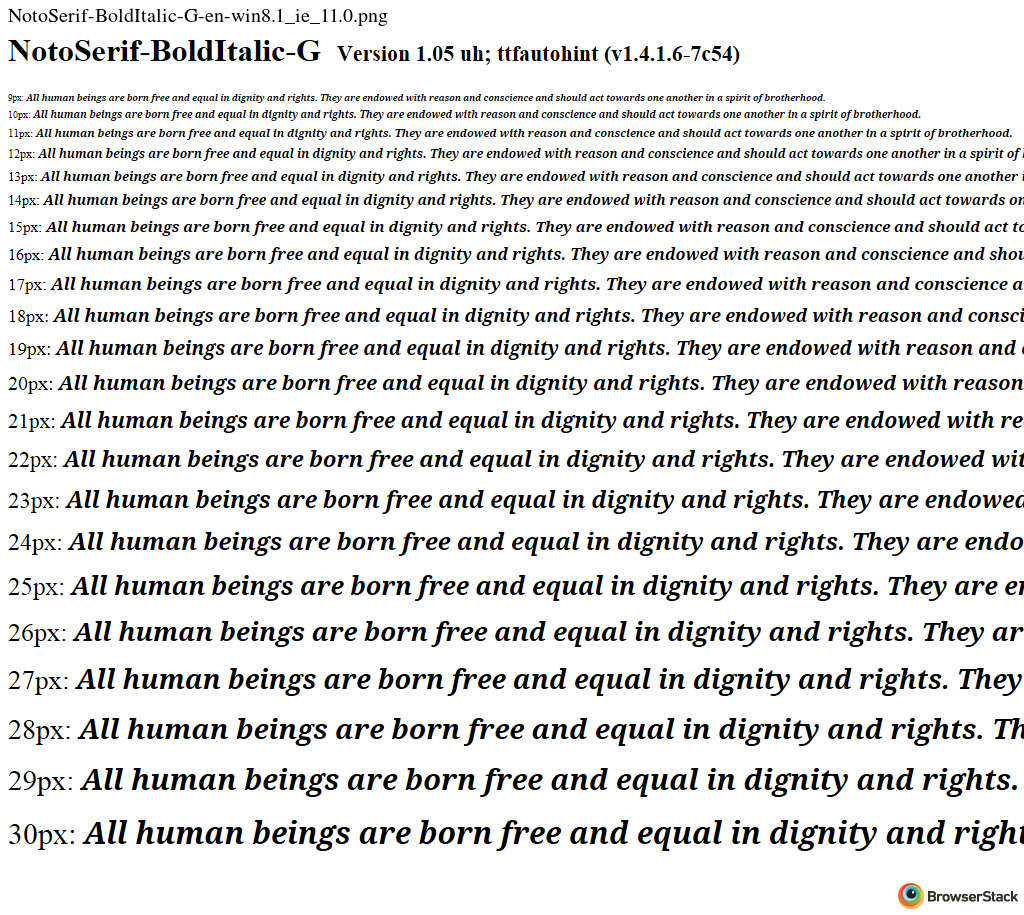 NotoSerif-BoldItalic-G-en-win8.1_ie_11.0.png
NotoSerif-BoldItalic-G Version 1.05 uh; ttfautohint (v1.4.1.6-7c54)
9px: All human beings are born free and equal in dignity and rights. They are endowed with reason and conscience and should act towards one another in a spirit of brotherhood.
10px: All human beings are born free and equal in dignity and rights. They are endowed with reason and conscience and should act towards one another in a spirit of brotherhood.
11px: All human beings are born free and equal in dignity and rights. They are endowed with reason and conscience and should act towards one another in a spirit of brotherhood.
12px: All human beings are born free and equal in dignity and rights. They are endowed with reason and conscience and should act towards one another in a spirit of
13px: All human beings are born free and equal in dignity and rights. They are endowed with reason and conscience and should act towards one another
14px: All human beings are born free and equal in dignity and rights. They are endowed with reason and conscience and should act towards on
15px: All human beings are born free and equal in dignity and rights. They are endowed with reason and conscience and should act to
16px: All human beings are born free and equal in dignity and rights. They are endowed with reason and conscience and shou
17px: All human beings are born free and equal in dignity and rights. They are endowed with reason and conscience a
18px: All human beings are born free and equal in dignity and rights. They are endowed with reason and consci
19px: All human beings are born free and equal in dignity and rights. They are endowed with reason and
20px: All human beings are born free and equal in dignity and rights. They are endowed with reason
21px: All human beings are born free and equal in dignity and rights. They are endowed with re
22px: All human beings are born free and equal in dignity and rights. They are endowed wit
23px: All human beings are born free and equal in dignity and rights. They are endowed
24px: All human beings are born free and equal in dignity and rights. They are endo
25px: All human beings are born free and equal in dignity and rights. They are en
26px: All human beings are born free and equal in dignity and rights. They ar
27px: All human beings are born free and equal in dignity and rights. They
28px: All human beings are born free and equal in dignity and rights. Th
29px: All human beings are born free and equal in dignity and rights.
30px: All human beings are born free and equal in dignity and right
BrowserStack